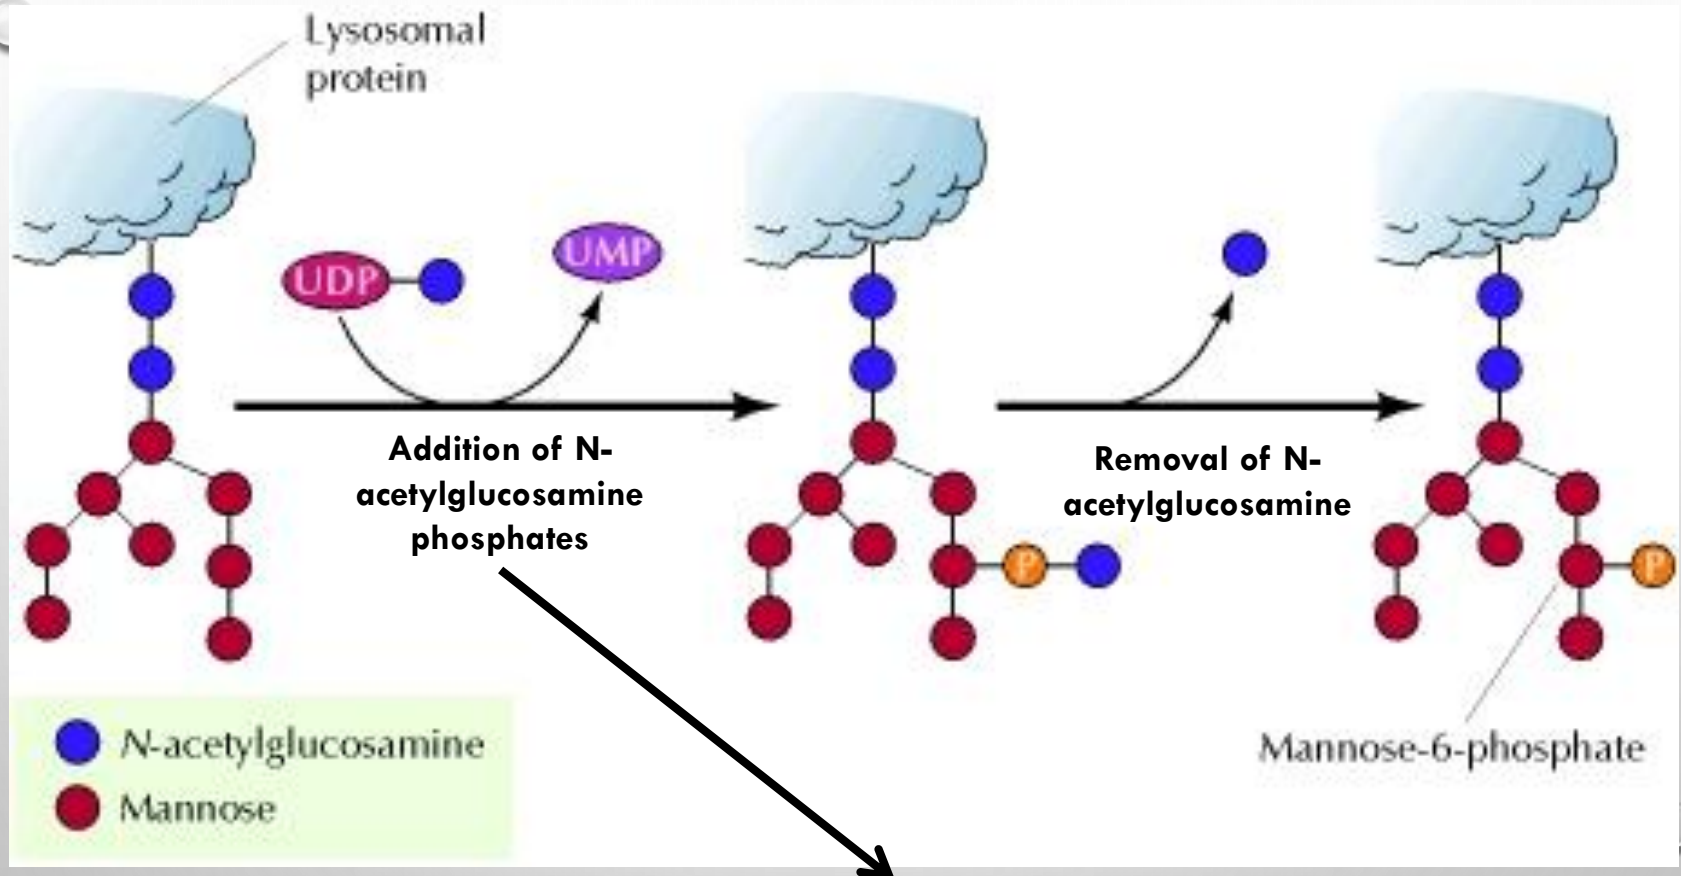 Lysosomal
protein
UDP
UMP
Addition of N-
acetylglucosamine
phosphates
Removal of N-
acetylglucosamine
P
P
Mannose-6-phosphate
N-acetylglucosamine
Mannose